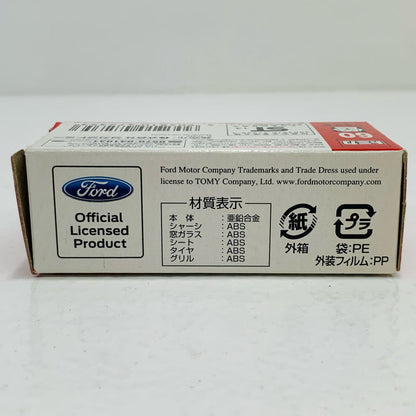 60
ST
Ford
Official
Licensed
Product
Ford Motor Company Trademarks and Trade Dress used under
license to TOMY Company, Ltd. www.fordmotorcompany.com.
材質表示
本体:亜鉛合金
シャーシ:ABS
窓ガラス:ABS
シート:ABS
タイヤ:ABS
グリル:ABS
紙
外箱
プラ
袋:PE
外装フィルム:PP